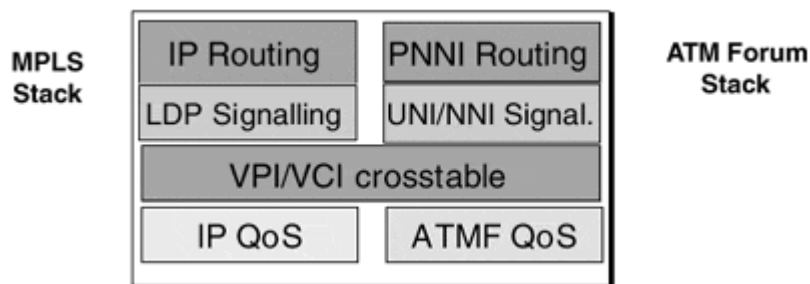 MPLS
Stack
IP Routing
PNNI Routing
ATM Forum
Stack
LDP Signalling
UNI/NNI Signal.
VPI/VCI crosstable
IP QoS
ATMF QoS